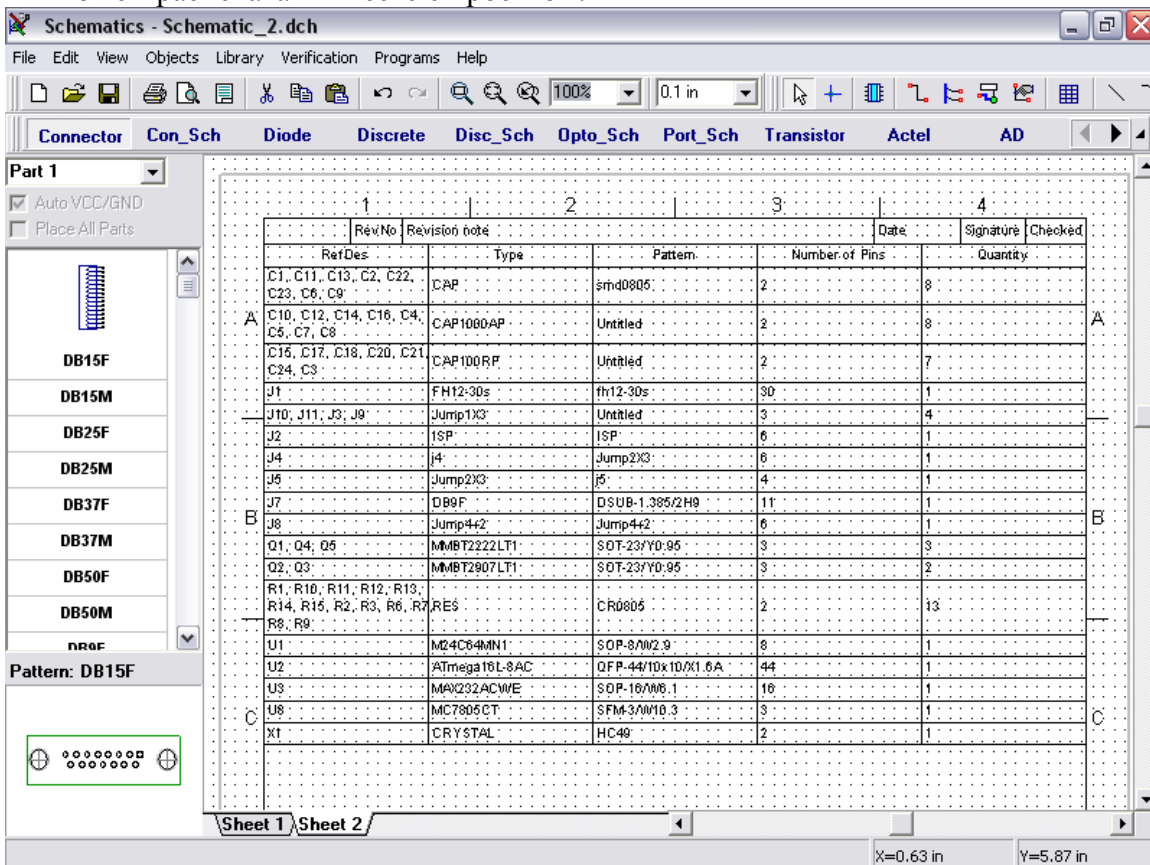 Schematics - Schematic_2.dch
File Edit View Objects Library Verification Programs Help
100% 0.1 in
Connector Con_Sch Diode Discrete Disc_Sch Opto_Sch Port_Sch Transistor Actel AD
Part 1
Auto VCC/GND
Place All Parts
DB15F
DB15M
DB25F
DB25M
DB37F
DB37M
DB50F
DB50M
DB9F
Pattern: DB15F
1 2 3 4
RevNo Revision note Date Signature Checked
RefDes Type Pattern Number of Pins Quantity
C1, C11, C13, C2, C22,
C23, C6, C9 CAP smd0805 2 8
A A
C10, C12, C14, C16, C4,
C5, C7, C8 CAP1000AP Untitled 2 8
C15, C17, C18, C20, C21,
C24, C3 CAP100RP Untitled 2 7
J1 FH12-30s fh12-30s 30 1
J10, J11, J3, J9 Jump1X3 Untitled 3 4
J2 ISP ISP 6 1
J4 j4 Jump2X3 6 1
J5 Jump2X3 j5 4 1
J7 DB9F DSUB-1.385/2H9 11 1
B B
J8 Jump4+2 Jump4+2 6 1
Q1, Q4, Q5 MMBT2222LT1 SOT-23/Y0.95 3 3
Q2, Q3 MMBT2907LT1 SOT-23/Y0.95 3 2
R1, R10, R11, R12, R13,
R14, R15, R2, R3, R6, R7, RES CR0805 2 13
R8, R9
U1 M24C64MN1 SOP-8/W2.9 8 1
U2 ATmega16L-8AC QFP-44/10x10/X1.6A 44 1
U3 MAX232ACWE SOP-16/W6.1 16 1
U8 MC7805CT SFM-3/W10.3 3 1
C C
X1 CRYSTAL HC49 2 1
Sheet 1 Sheet 2
X=0.63 in Y=5.87 in